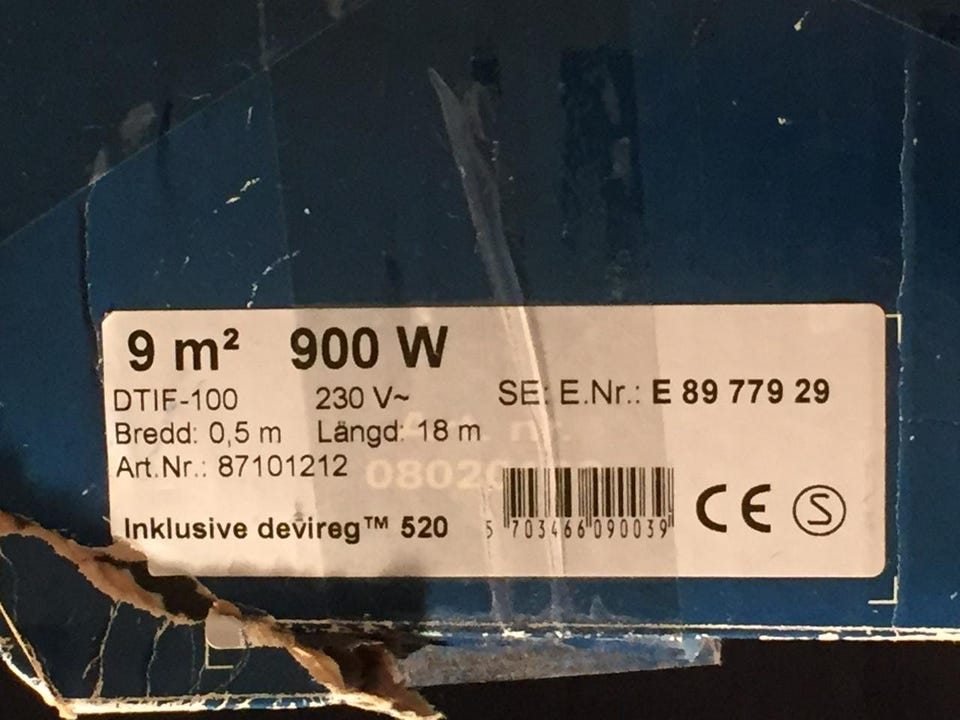 9 m² 900 W
DTIF-100 230 V~ SE: E.Nr.: E 89 779 29
Bredd: 0,5 m Längd: 18 m
Art.Nr.: 87101212
Inklusive devireg™ 520
5 703466 090039
CE
S